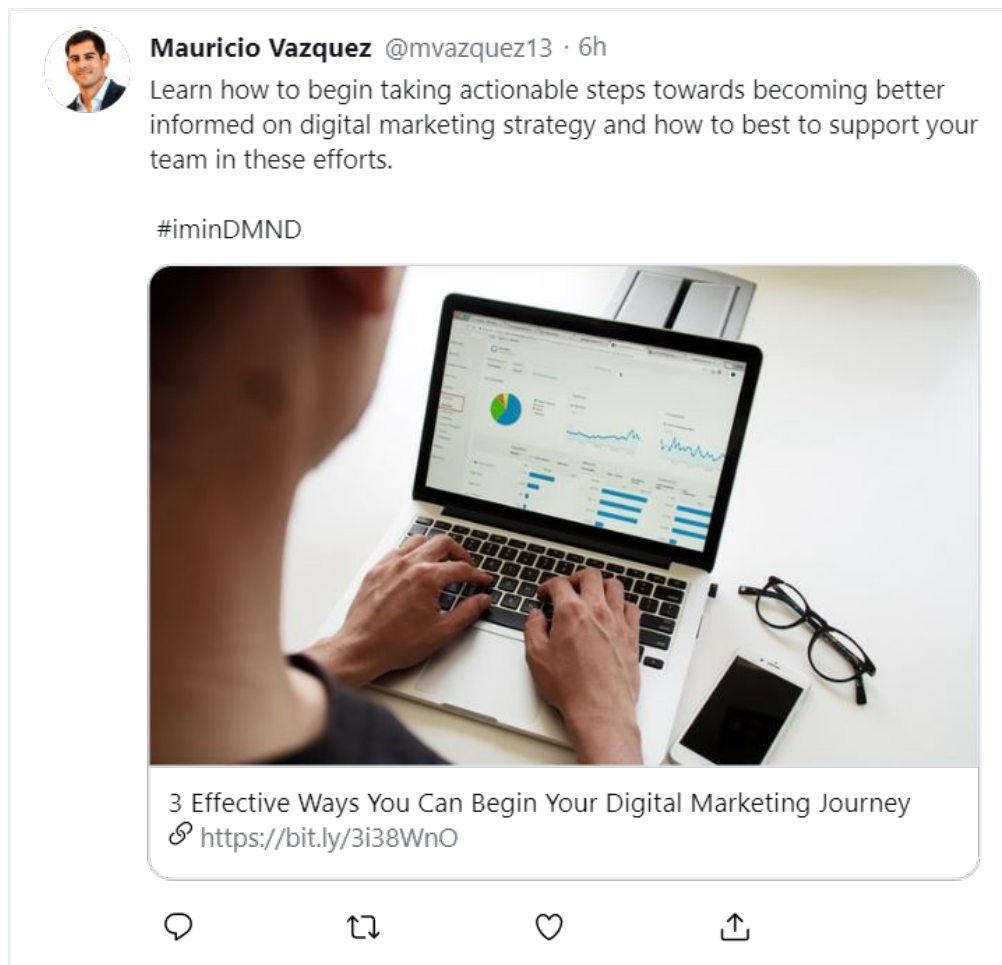 Mauricio Vazquez @mvazquez13 · 6h
Learn how to begin taking actionable steps towards becoming better
informed on digital marketing strategy and how to best to support your
team in these efforts.
#iminDMND
3 Effective Ways You Can Begin Your Digital Marketing Journey
https://bit.ly/3i38WnO